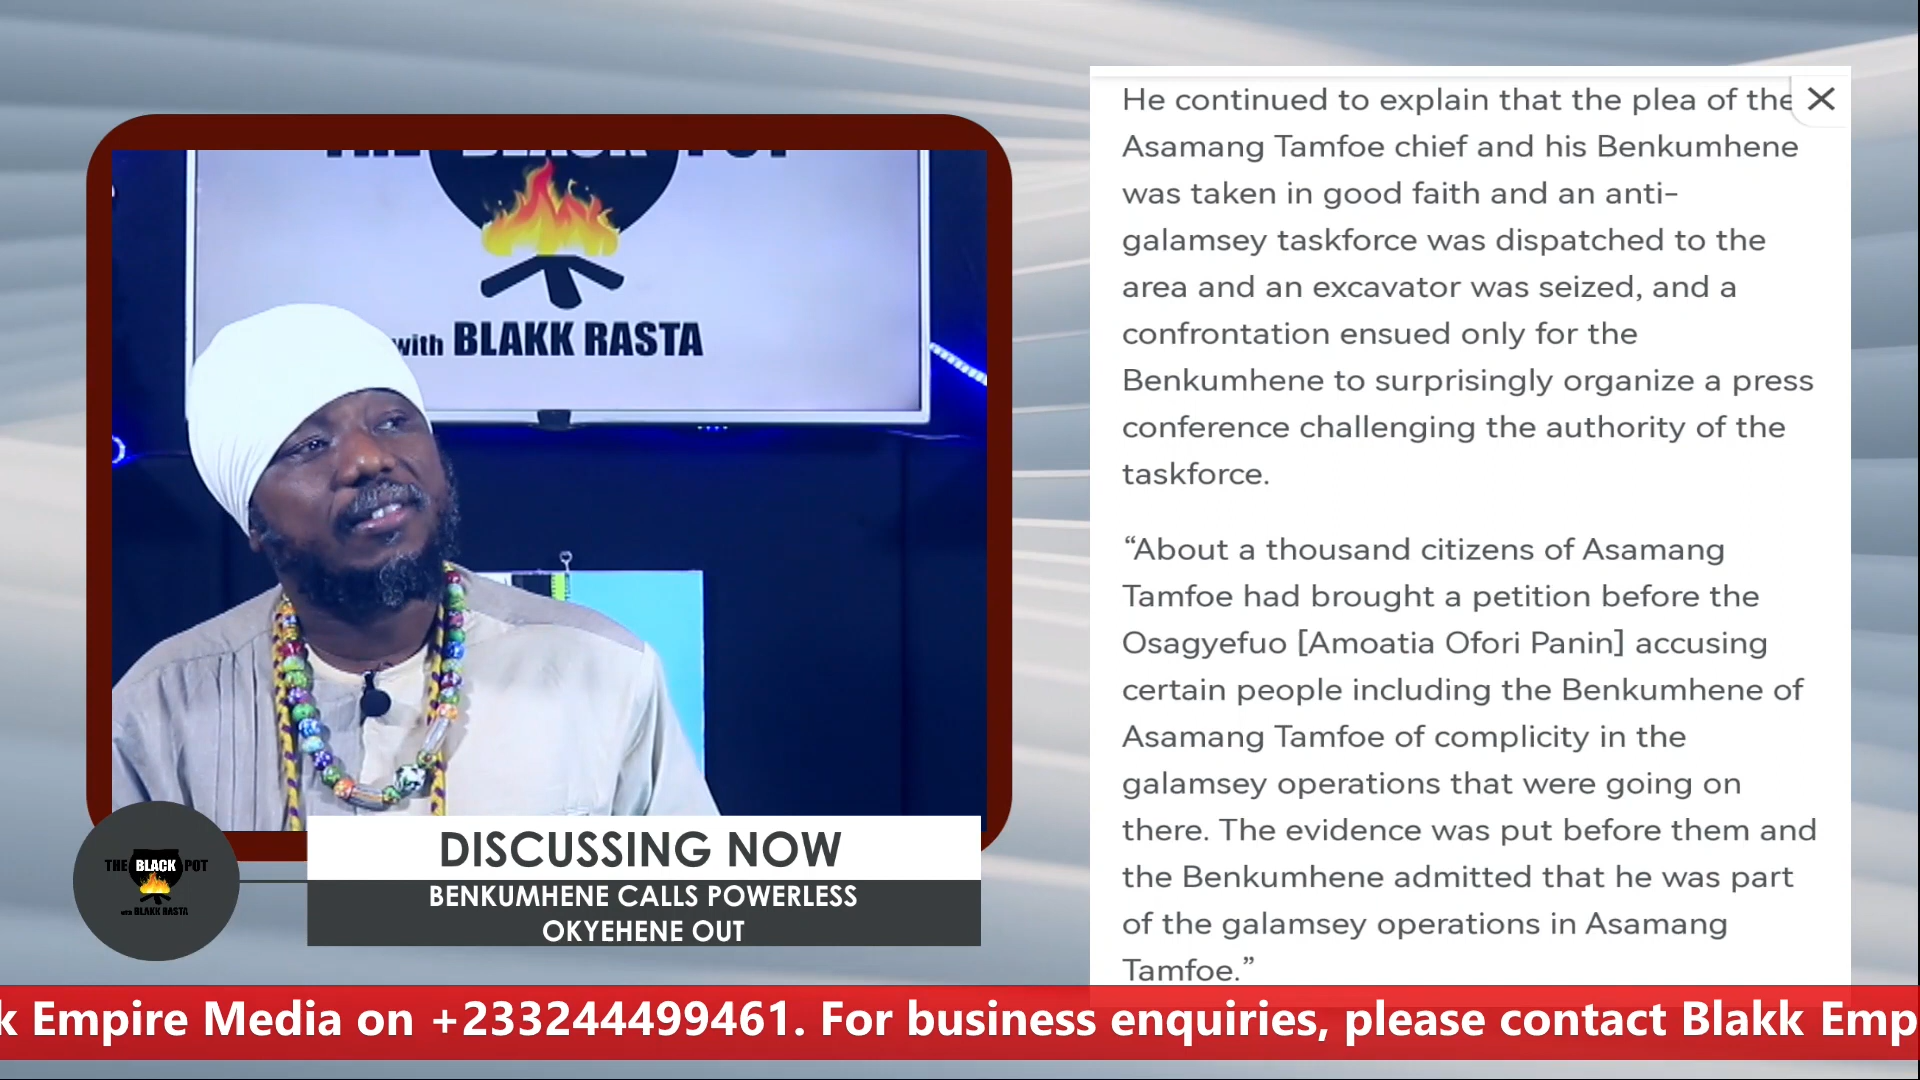 THE BLACK POT
with BLAKK RASTA
He continued to explain that the plea of the
Asamang Tamfoe chief and his Benkumhene
was taken in good faith and an anti-
galamsey taskforce was dispatched to the
area and an excavator was seized, and a
confrontation ensued only for the
Benkumhene to surprisingly organize a press
conference challenging the authority of the
taskforce.
“About a thousand citizens of Asamang
Tamfoe had brought a petition before the
Osagyefuo [Amoatia Ofori Panin] accusing
certain people including the Benkumhene of
Asamang Tamfoe of complicity in the
galamsey operations that were going on
there. The evidence was put before them and
the Benkumhene admitted that he was part
of the galamsey operations in Asamang
Tamfoe.”
DISCUSSING NOW
BENKUMHENE CALLS POWERLESS
OKYEHENE OUT
THE BLACK POT
with BLAKK RASTA
k Empire Media on +233244499461. For business enquiries, please contact Blakk Emp